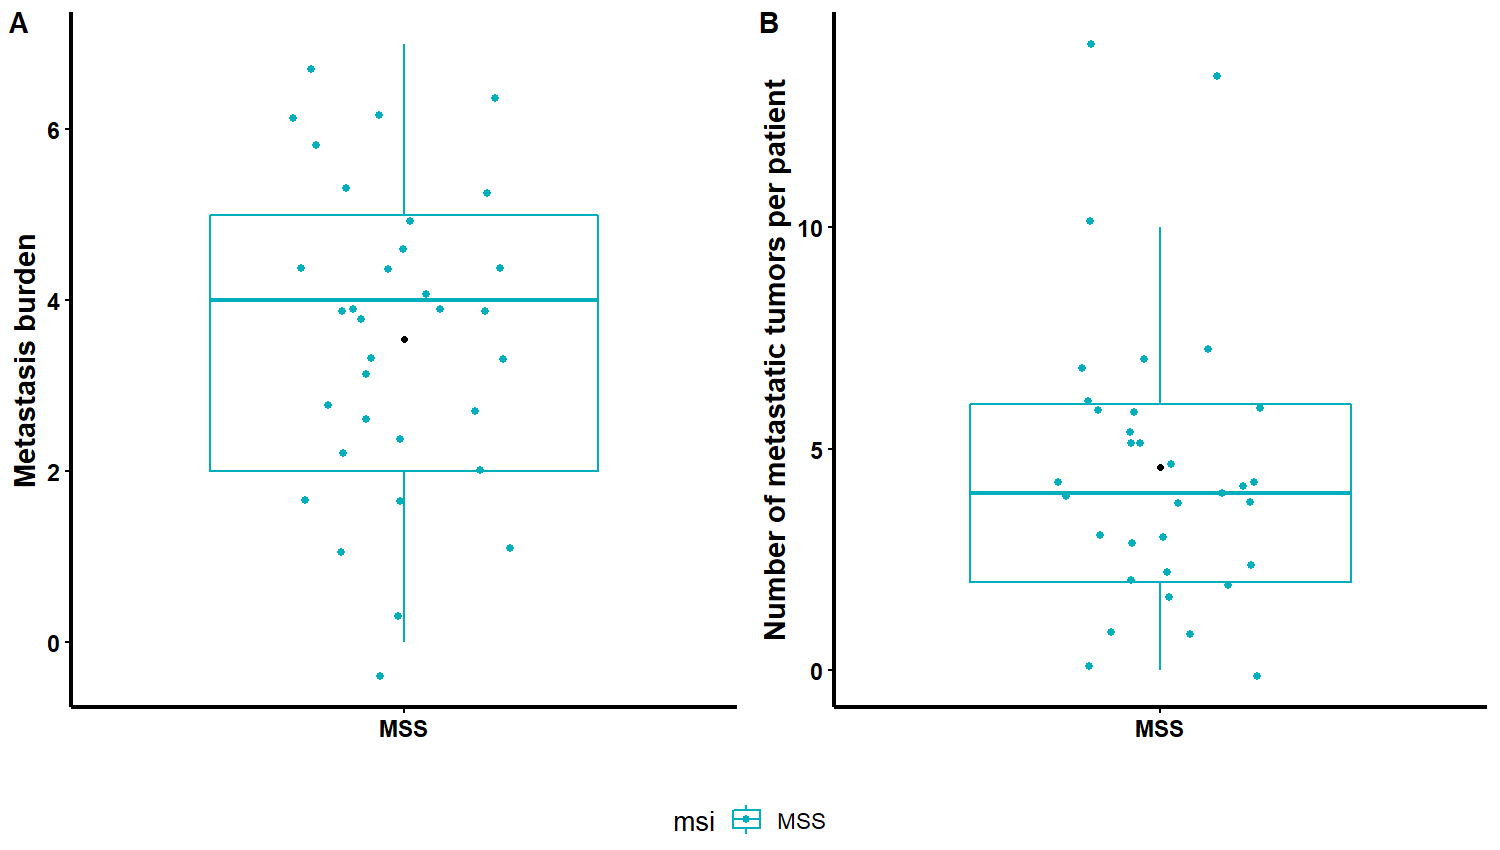 A
Metastasis burden
6
4
2
0
MSS
B
Number of metastatic tumors per patient
10
5
0
MSS
msi MSS